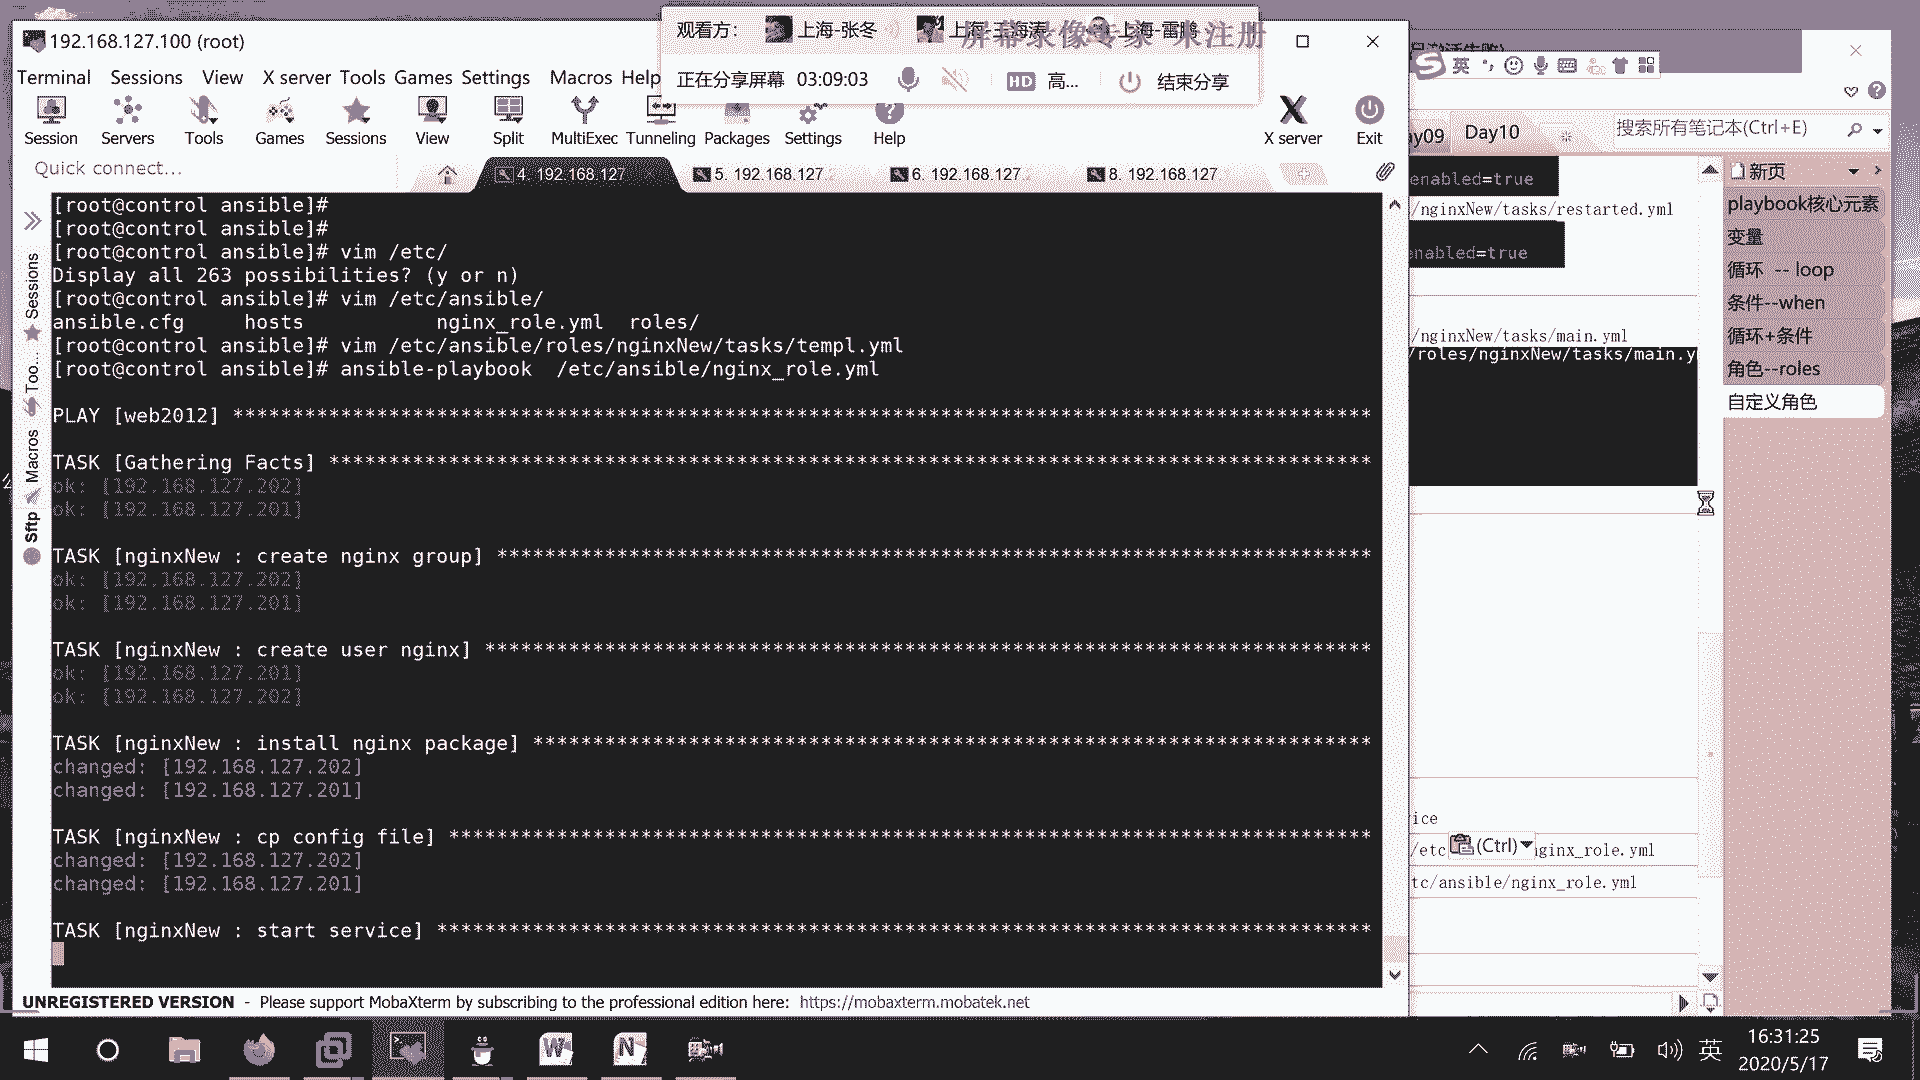 192.168.127.100 (root)
观看方： 上海-张冬 上海-王海涛 上海-雷鹏
屏幕录像专家 未注册
正在分享屏幕 03:09:03 HD 高... 结束分享
Terminal Sessions View X server Tools Games Settings Macros Help
Session Servers Tools Games Sessions View Split MultiExec Tunneling Packages Settings Help X server Exit
Quick connect...
4. 192.168.127 5. 192.168.127. 6. 192.168.127. 8. 192.168.127.
Sessions
Too...
Macros
Sftp
[root@control ansible]#
[root@control ansible]#
[root@control ansible]# vim /etc/
Display all 263 possibilities? (y or n)
[root@control ansible]# vim /etc/ansible/
ansible.cfg hosts nginx_role.yml roles/
[root@control ansible]# vim /etc/ansible/roles/nginxNew/tasks/templ.yml
[root@control ansible]# ansible-playbook /etc/ansible/nginx_role.yml
PLAY [web2012] **************************************************************************************
TASK [Gathering Facts] **************************************************************************************
ok: [192.168.127.202]
ok: [192.168.127.201]
TASK [nginxNew : create nginx group] **************************************************************************************
ok: [192.168.127.202]
ok: [192.168.127.201]
TASK [nginxNew : create user nginx] **************************************************************************************
ok: [192.168.127.201]
ok: [192.168.127.202]
TASK [nginxNew : install nginx package] **********************************************************************
changed: [192.168.127.202]
changed: [192.168.127.201]
TASK [nginxNew : cp config file] *****************************************************************************
changed: [192.168.127.202]
changed: [192.168.127.201]
TASK [nginxNew : start service] ******************************************************************************
UNREGISTERED VERSION - Please support MobaXterm by subscribing to the professional edition here: https://mobaxterm.mobatek.net
英
ay09 Day10
搜索所有笔记本(Ctrl+E)
enabled=true
/nginxNew/tasks/restarted.yml
enabled=true
/nginxNew/tasks/main.yml
/roles/nginxNew/tasks/main.y
ice
/etc (Ctrl) nginx_role.yml
tc/ansible/nginx_role.yml
新页
playbook核心元素
变量
循环 -- loop
条件--when
循环+条件
角色--roles
自定义角色
英
16:31:25
2020/5/17